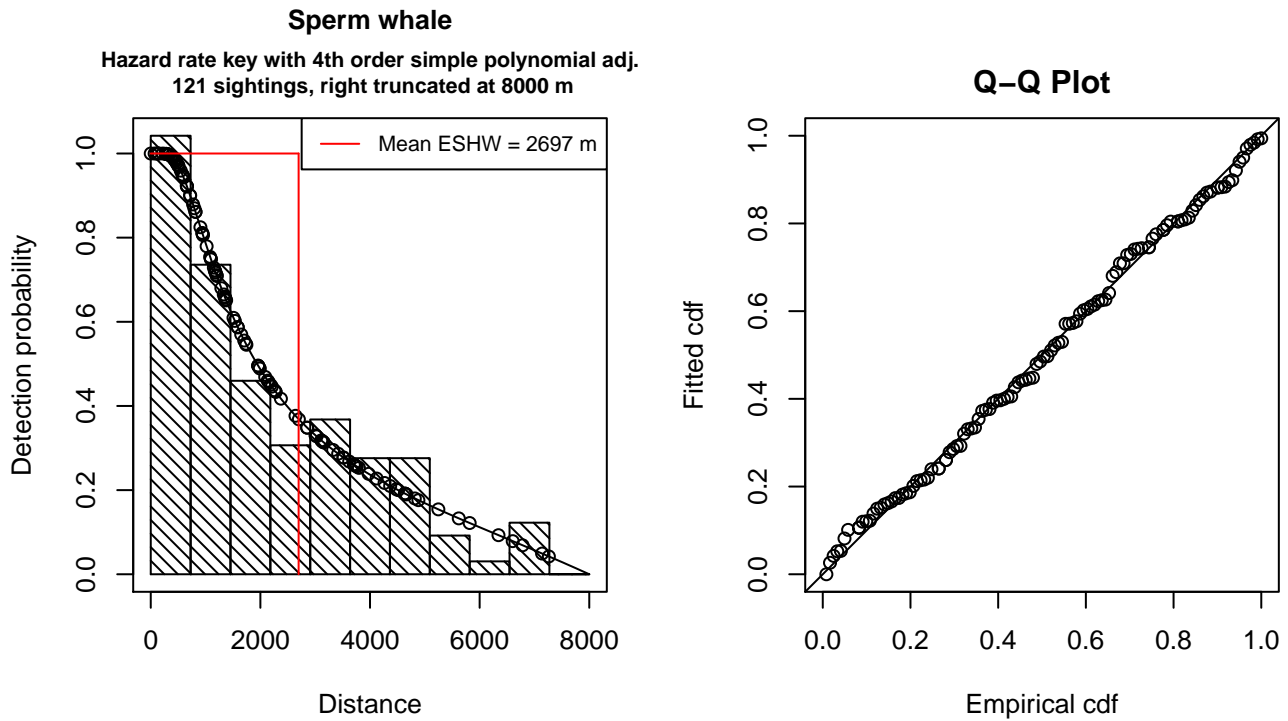 Sperm whale
Hazard rate key with 4th order simple polynomial adj.
121 sightings, right truncated at 8000 m
Mean ESHW = 2697 m
Detection probability
0.0
0.2
0.4
0.6
0.8
1.0
0 2000 4000 6000 8000
Distance
Q−Q Plot
Fitted cdf
0.0
0.2
0.4
0.6
0.8
1.0
0.0 0.2 0.4 0.6 0.8 1.0
Empirical cdf